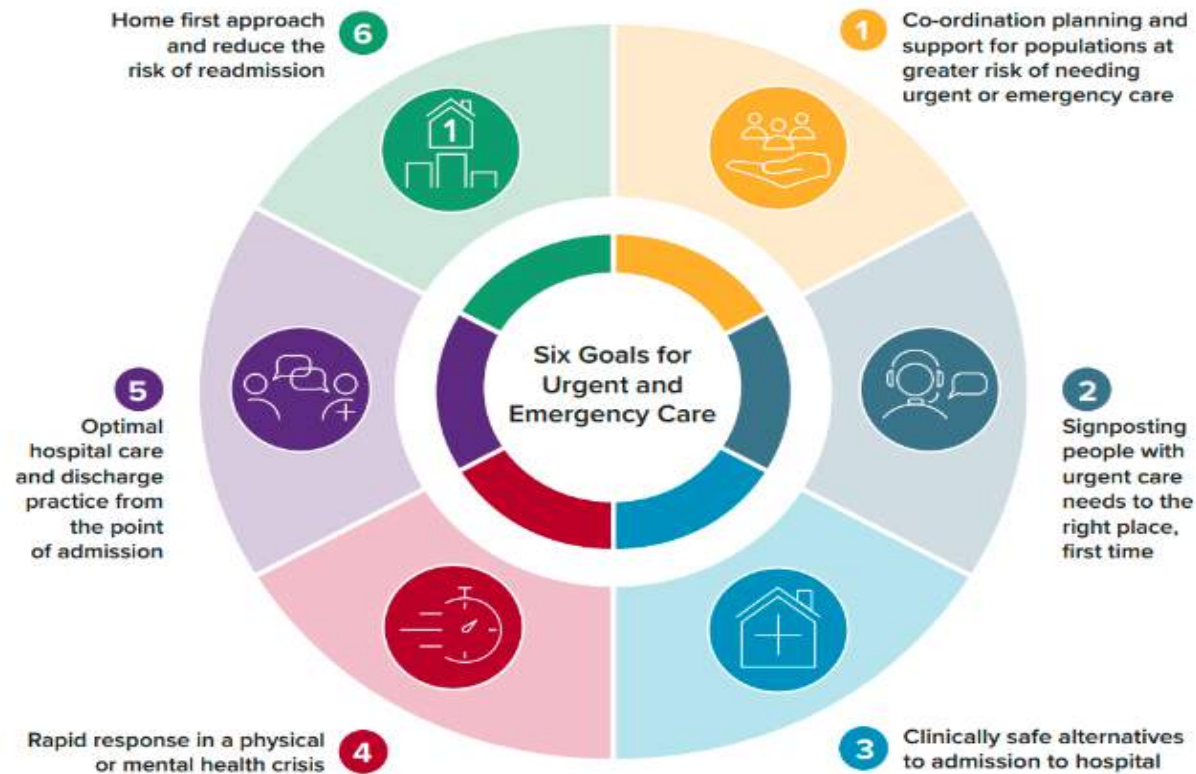 Six Goals for
Urgent and
Emergency Care
1
Co-ordination planning and
support for populations at
greater risk of needing
urgent or emergency care
2
Signposting
people with
urgent care
needs to the
right place,
first time
3
Clinically safe alternatives
to admission to hospital
4
Rapid response in a physical
or mental health crisis
5
Optimal
hospital care
and discharge
practice from
the point
of admission
6
Home first approach
and reduce the
risk of readmission
1